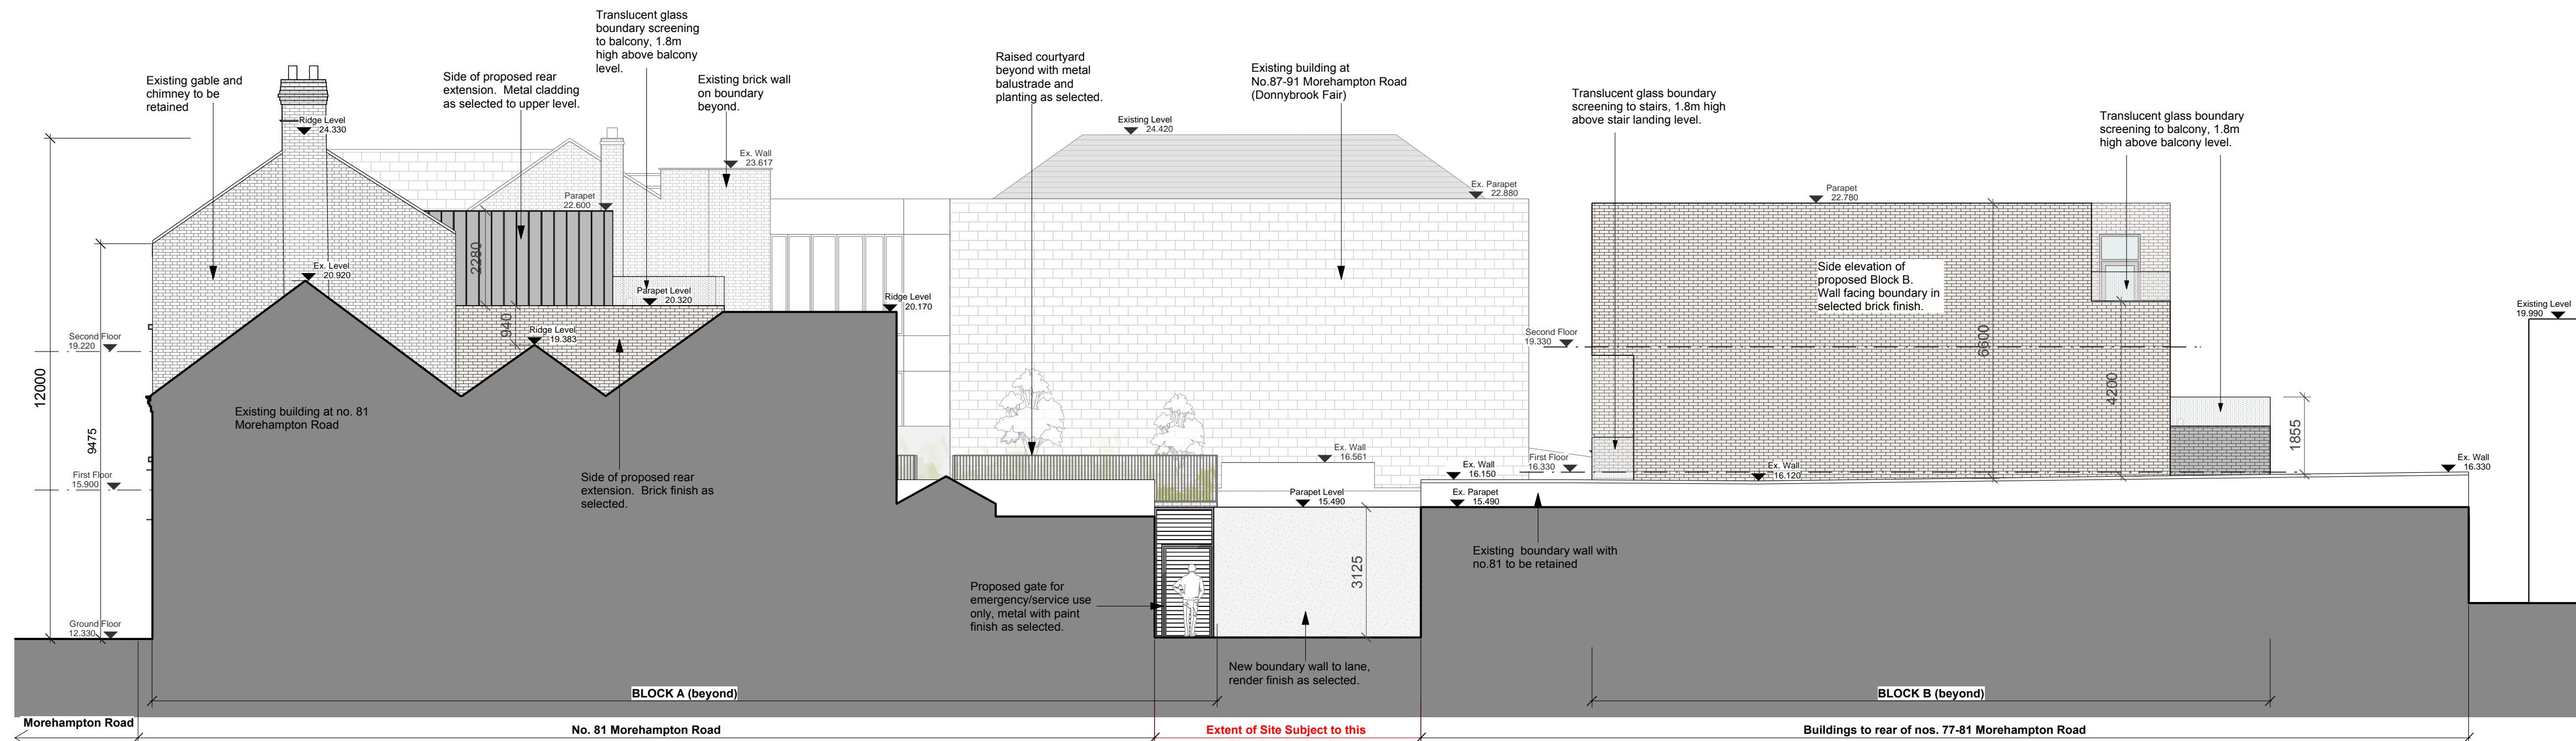 Translucent glass
boundary screening
to balcony, 1.8m
high above balcony
level.
Existing gable and
chimney to be
retained
Side of proposed rear
extension.  Metal cladding
as selected to upper level.
Existing brick wall
on boundary
beyond.
Raised courtyard
beyond with metal
balustrade and
planting as selected.
Existing building at
No.87-91 Morehampton Road
(Donnybrook Fair)
Translucent glass boundary
screening to stairs, 1.8m high
above stair landing level.
Translucent glass boundary
screening to balcony, 1.8m
high above balcony level.
Ridge Level
24.330
Existing Level
24.420
Ex. Wall
23.617
Parapet
22.600
Ex. Parapet
22.880
Parapet
22.780
2280
Ex. Level
20.920
Parapet Level
20.320
Ridge Level
20.170
Side elevation of
proposed Block B.
Wall facing boundary in
selected brick finish.
Existing Level
19.990
940
Ridge Level
19.383
Second Floor
19.220
Second Floor
19.330
6600
4200
12000
9475
Existing building at no. 81
Morehampton Road
1855
Side of proposed rear
extension.  Brick finish as
selected.
First Floor
15.900
Ex. Wall
16.561
Ex. Wall
16.150
First Floor
16.330
Ex. Wall
16.120
Ex. Wall
16.330
Parapet Level
15.490
Ex. Parapet
15.490
3125
Existing  boundary wall with
no.81 to be retained
Proposed gate for
emergency/service use
only, metal with paint
finish as selected.
Ground Floor
12.330
New boundary wall to lane,
render finish as selected.
BLOCK A (beyond)
BLOCK B (beyond)
Morehampton Road
No. 81 Morehampton Road
Extent of Site Subject to this
Buildings to rear of nos. 77-81 Morehampton Road